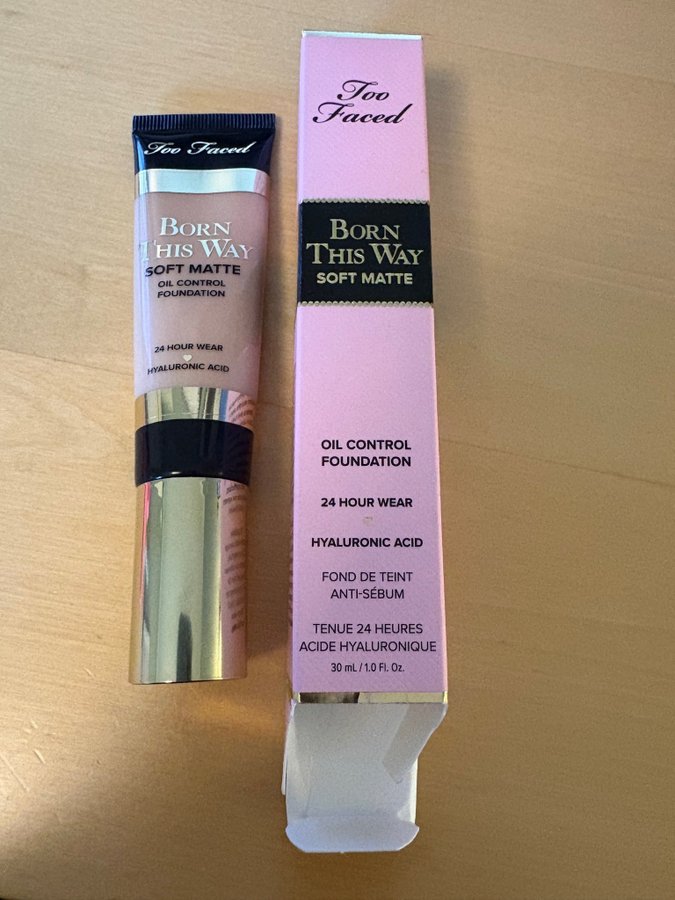 Too Faced
BORN
THIS WAY
SOFT MATTE
OIL CONTROL
FOUNDATION
24 HOUR WEAR
HYALURONIC ACID
Too
Faced
BORN
THIS WAY
SOFT MATTE
OIL CONTROL
FOUNDATION
24 HOUR WEAR
HYALURONIC ACID
FOND DE TEINT
ANTI-SÉBUM
TENUE 24 HEURES
ACIDE HYALURONIQUE
30 mL / 1.0 Fl. Oz.